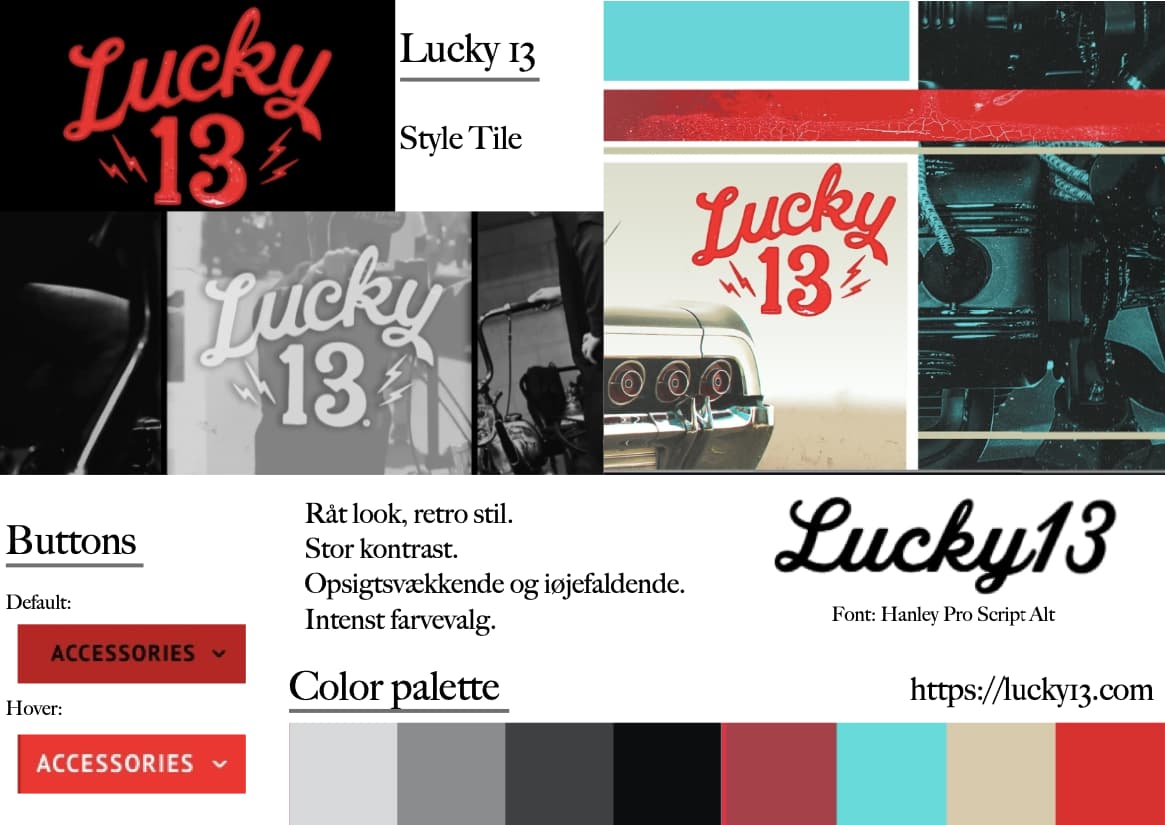 Lucky
13
Lucky 13
Style Tile
Lucky
13.
Lucky
13
Buttons
Default:
ACCESSORIES
Hover:
ACCESSORIES
Råt look, retro stil.
Stor kontrast.
Opsigtsvækkende og iøjefaldende.
Intenst farvevalg.
Lucky13
Font: Hanley Pro Script Alt
Color palette
https://lucky13.com